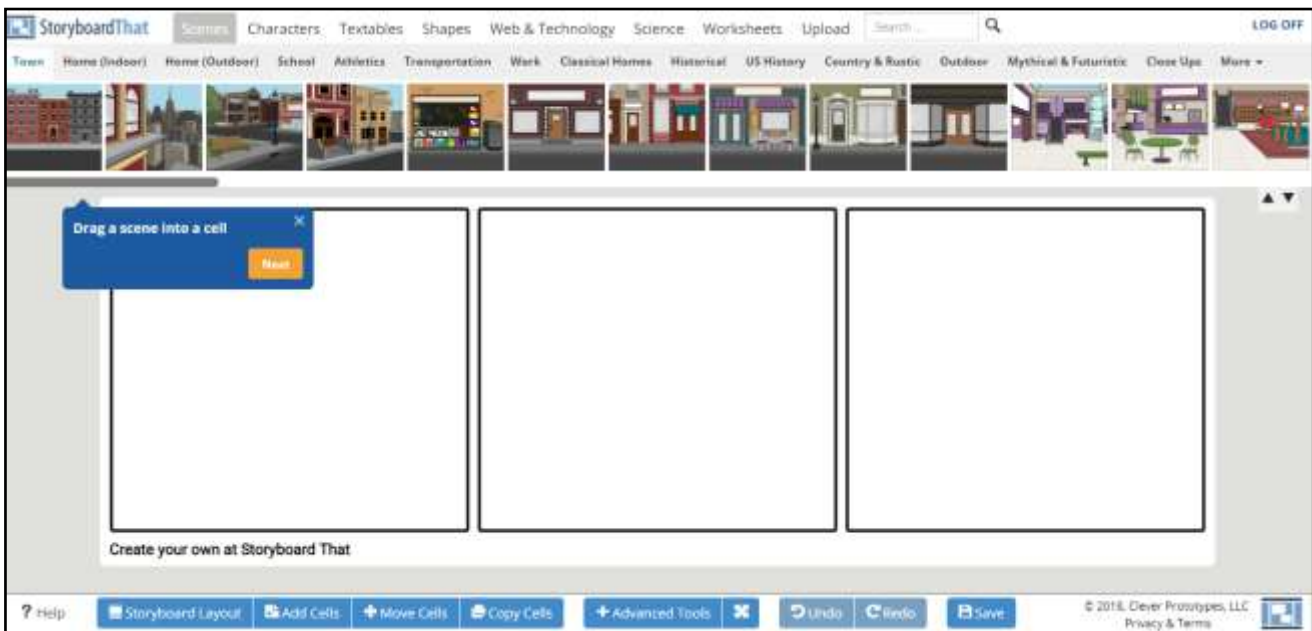 StoryboardThat Scenes Characters Textables Shapes Web & Technology Science Worksheets Upload Search ... LOG OFF
Town Home (Indoor) Home (Outdoor) School Athletics Transportation Work Classical Homes Historical US History Country & Rustic Outdoor Mythical & Futuristic Close Ups More
Drag a scene into a cell
Next
Create your own at Storyboard That
? Help Storyboard Layout Add Cells Move Cells Copy Cells Advanced Tools Undo Redo Save © 2018, Clever Prototypes, LLC
Privacy & Terms